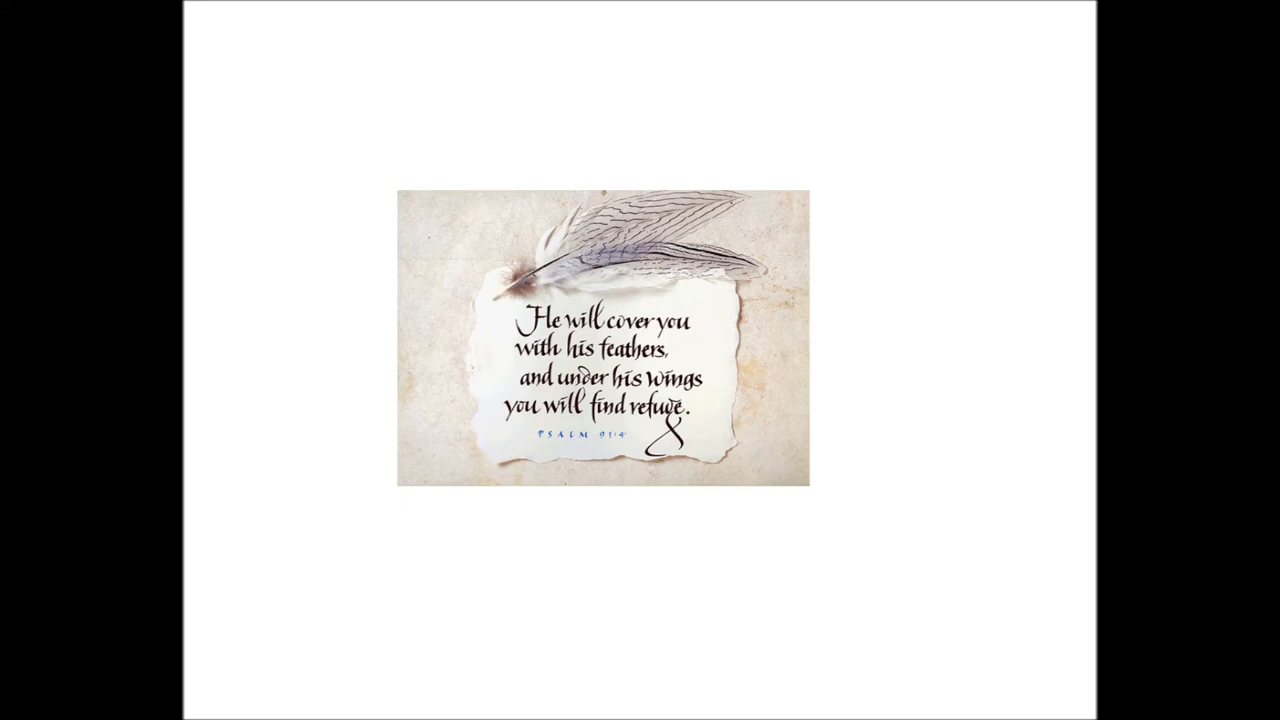 He will cover you
with his feathers,
and under his wings
you will find refuge.
PSALM 91:4